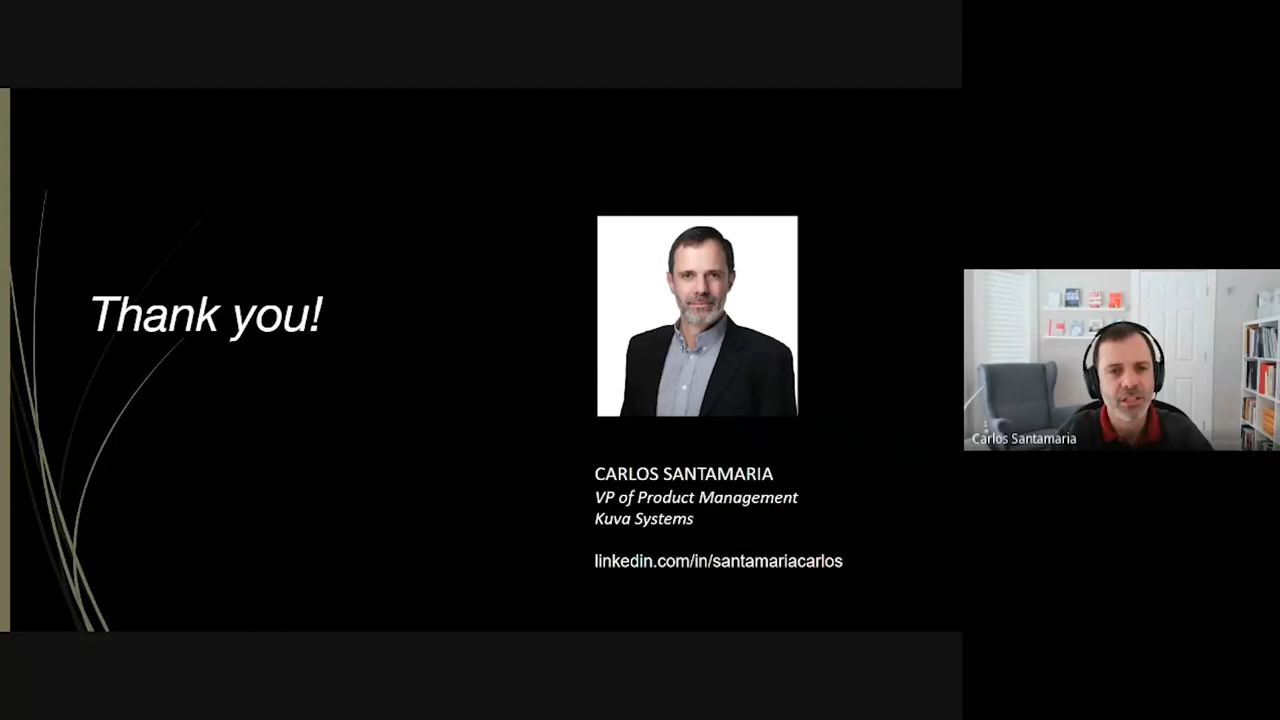 Thank you!
CARLOS SANTAMARIA
VP of Product Management
Kuva Systems
linkedin.com/in/santamariacarlos
Carlos Santamaria